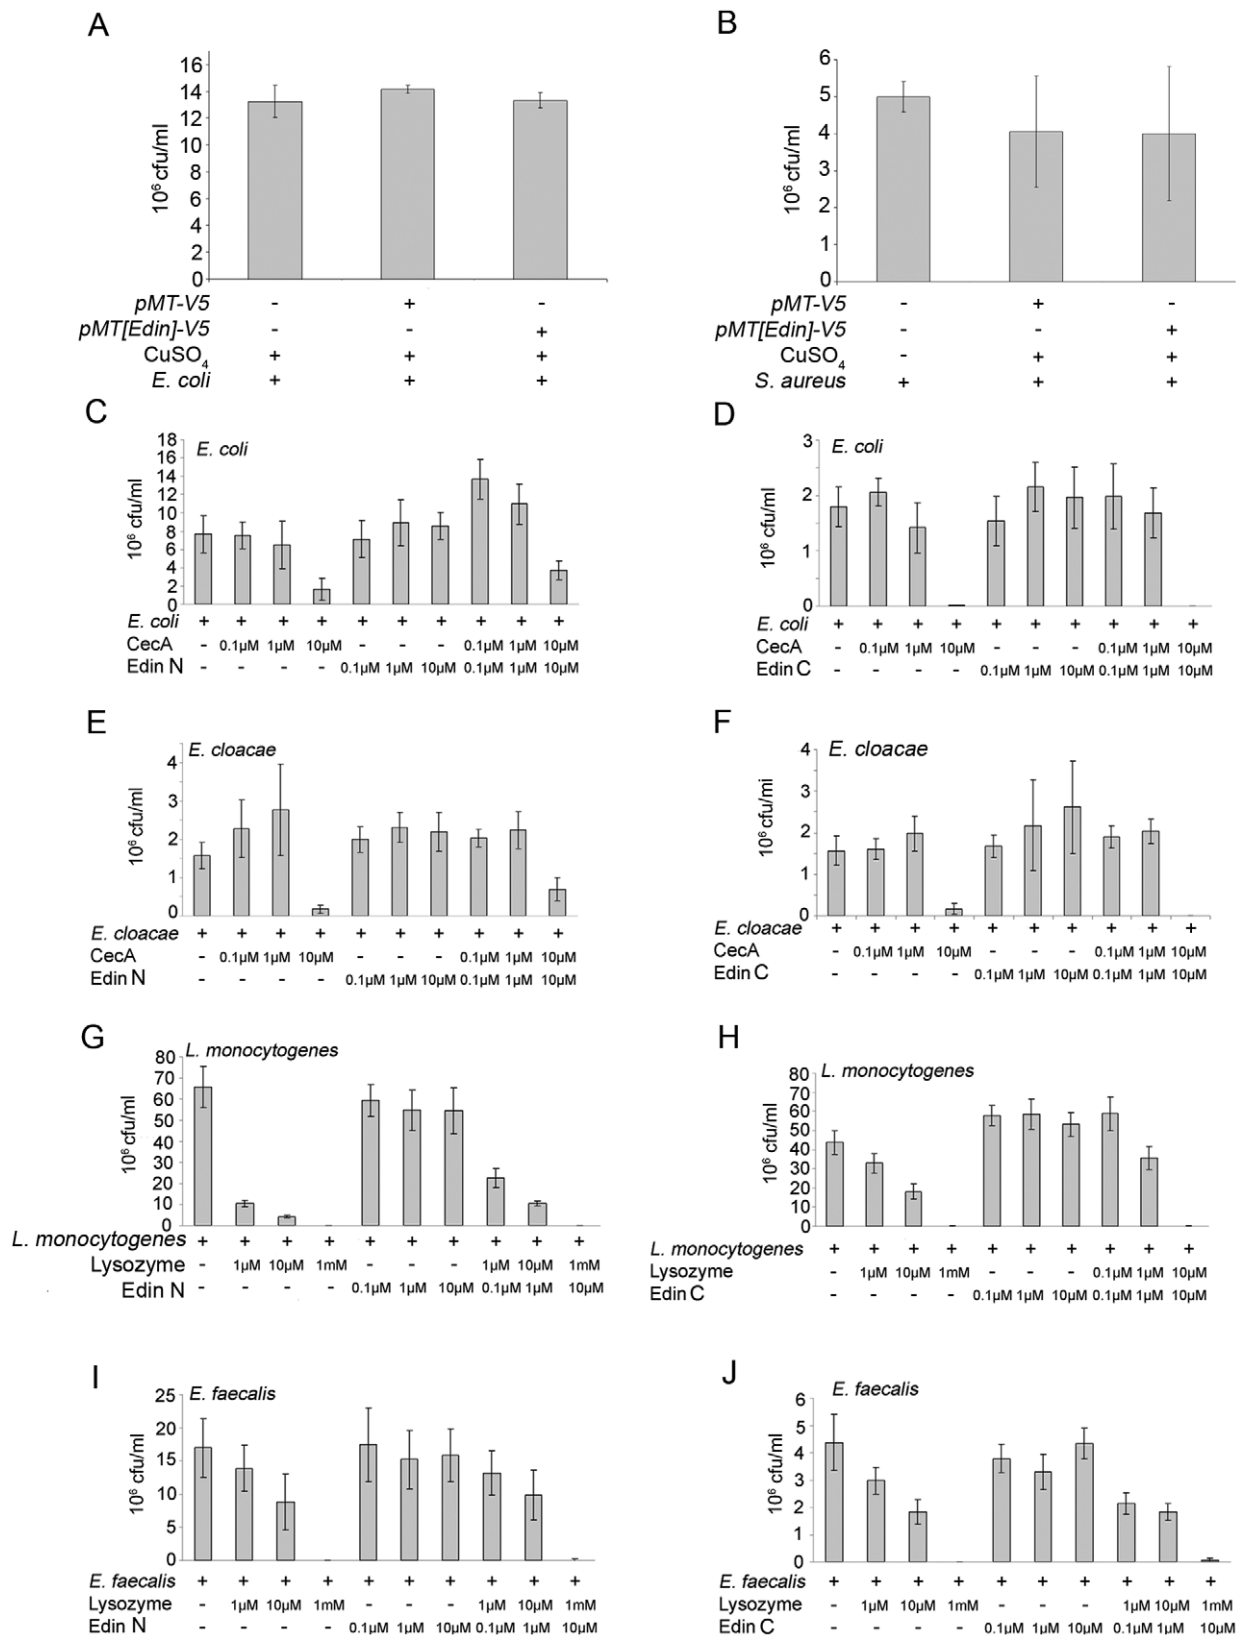 A
16
14
12
10
8
6
4
2
0
10⁶ cfu/ml
pMT-V5 - + -
pMT[Edin]-V5 - - +
CuSO₄ + + +
E. coli + + +
B
6
5
4
3
2
1
0
10⁶ cfu/ml
pMT-V5 - + -
pMT[Edin]-V5 - - +
CuSO₄ - + +
S. aureus + + +
C
E. coli
18
16
14
12
10
8
6
4
2
0
10⁶ cfu/ml
E. coli + + + + + + + + + +
CecA - 0.1µM 1µM 10µM - - - 0.1µM 1µM 10µM
Edin N - - - - 0.1µM 1µM 10µM 0.1µM 1µM 10µM
D
E. coli
3
2
1
0
10⁶ cfu/ml
E. coli + + + + + + + + + +
CecA - 0.1µM 1µM 10µM - - - 0.1µM 1µM 10µM
Edin C - - - - 0.1µM 1µM 10µM 0.1µM 1µM 10µM
E
E. cloacae
4
3
2
1
0
10⁶ cfu/ml
E. cloacae + + + + + + + + + +
CecA - 0.1µM 1µM 10µM - - - 0.1µM 1µM 10µM
Edin N - - - - 0.1µM 1µM 10µM 0.1µM 1µM 10µM
F
E. cloacae
4
3
2
1
0
10⁶ cfu/mi
E. cloacae + + + + + + + + + +
CecA - 0.1µM 1µM 10µM - - - 0.1µM 1µM 10µM
Edin C - - - - 0.1µM 1µM 10µM 0.1µM 1µM 10µM
G
L. monocytogenes
80
70
60
50
40
30
20
10
0
10⁶ cfu/ml
L. monocytogenes + + + + + + + + + +
Lysozyme - 1µM 10µM 1mM - - - 1µM 10µM 1mM
Edin N - - - - 0.1µM 1µM 10µM 0.1µM 1µM 10µM
H
L. monocytogenes
80
70
60
50
40
30
20
10
0
10⁶ cfu/ml
L. monocytogenes + + + + + + + + + +
Lysozyme - 1µM 10µM 1mM - - - 0.1µM 1µM 10µM
Edin C - - - - 0.1µM 1µM 10µM 0.1µM 1µM 10µM
I
E. faecalis
25
20
15
10
5
0
10⁶ cfu/ml
E. faecalis + + + + + + + + + +
Lysozyme - 1µM 10µM 1mM - - - 1µM 10µM 1mM
Edin N - - - - 0.1µM 1µM 10µM 0.1µM 1µM 10µM
J
E. faecalis
6
5
4
3
2
1
0
10⁶ cfu/ml
E. faecalis + + + + + + + + + +
Lysozyme - 1µM 10µM 1mM - - - 1µM 10µM 1mM
Edin C - - - - 0.1µM 1µM 10µM 0.1µM 1µM 10µM